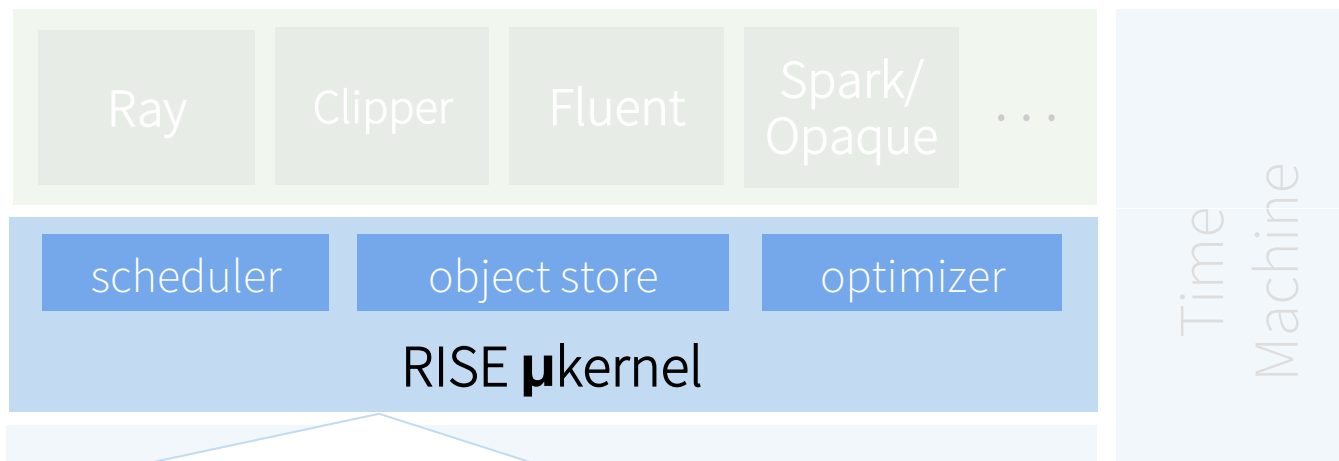 Ray
Clipper
Fluent
Spark/
Opaque
. . .
scheduler
object store
optimizer
RISE µkernel
Time
Machine